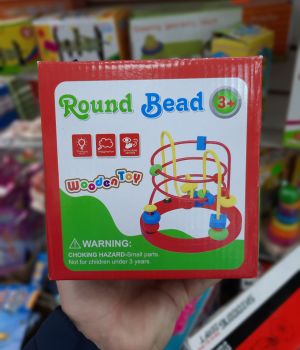 Round Bead
3+
Wooden Toy
WARNING:
CHOKING HAZARD-Small parts.
Not for children under 3 years.